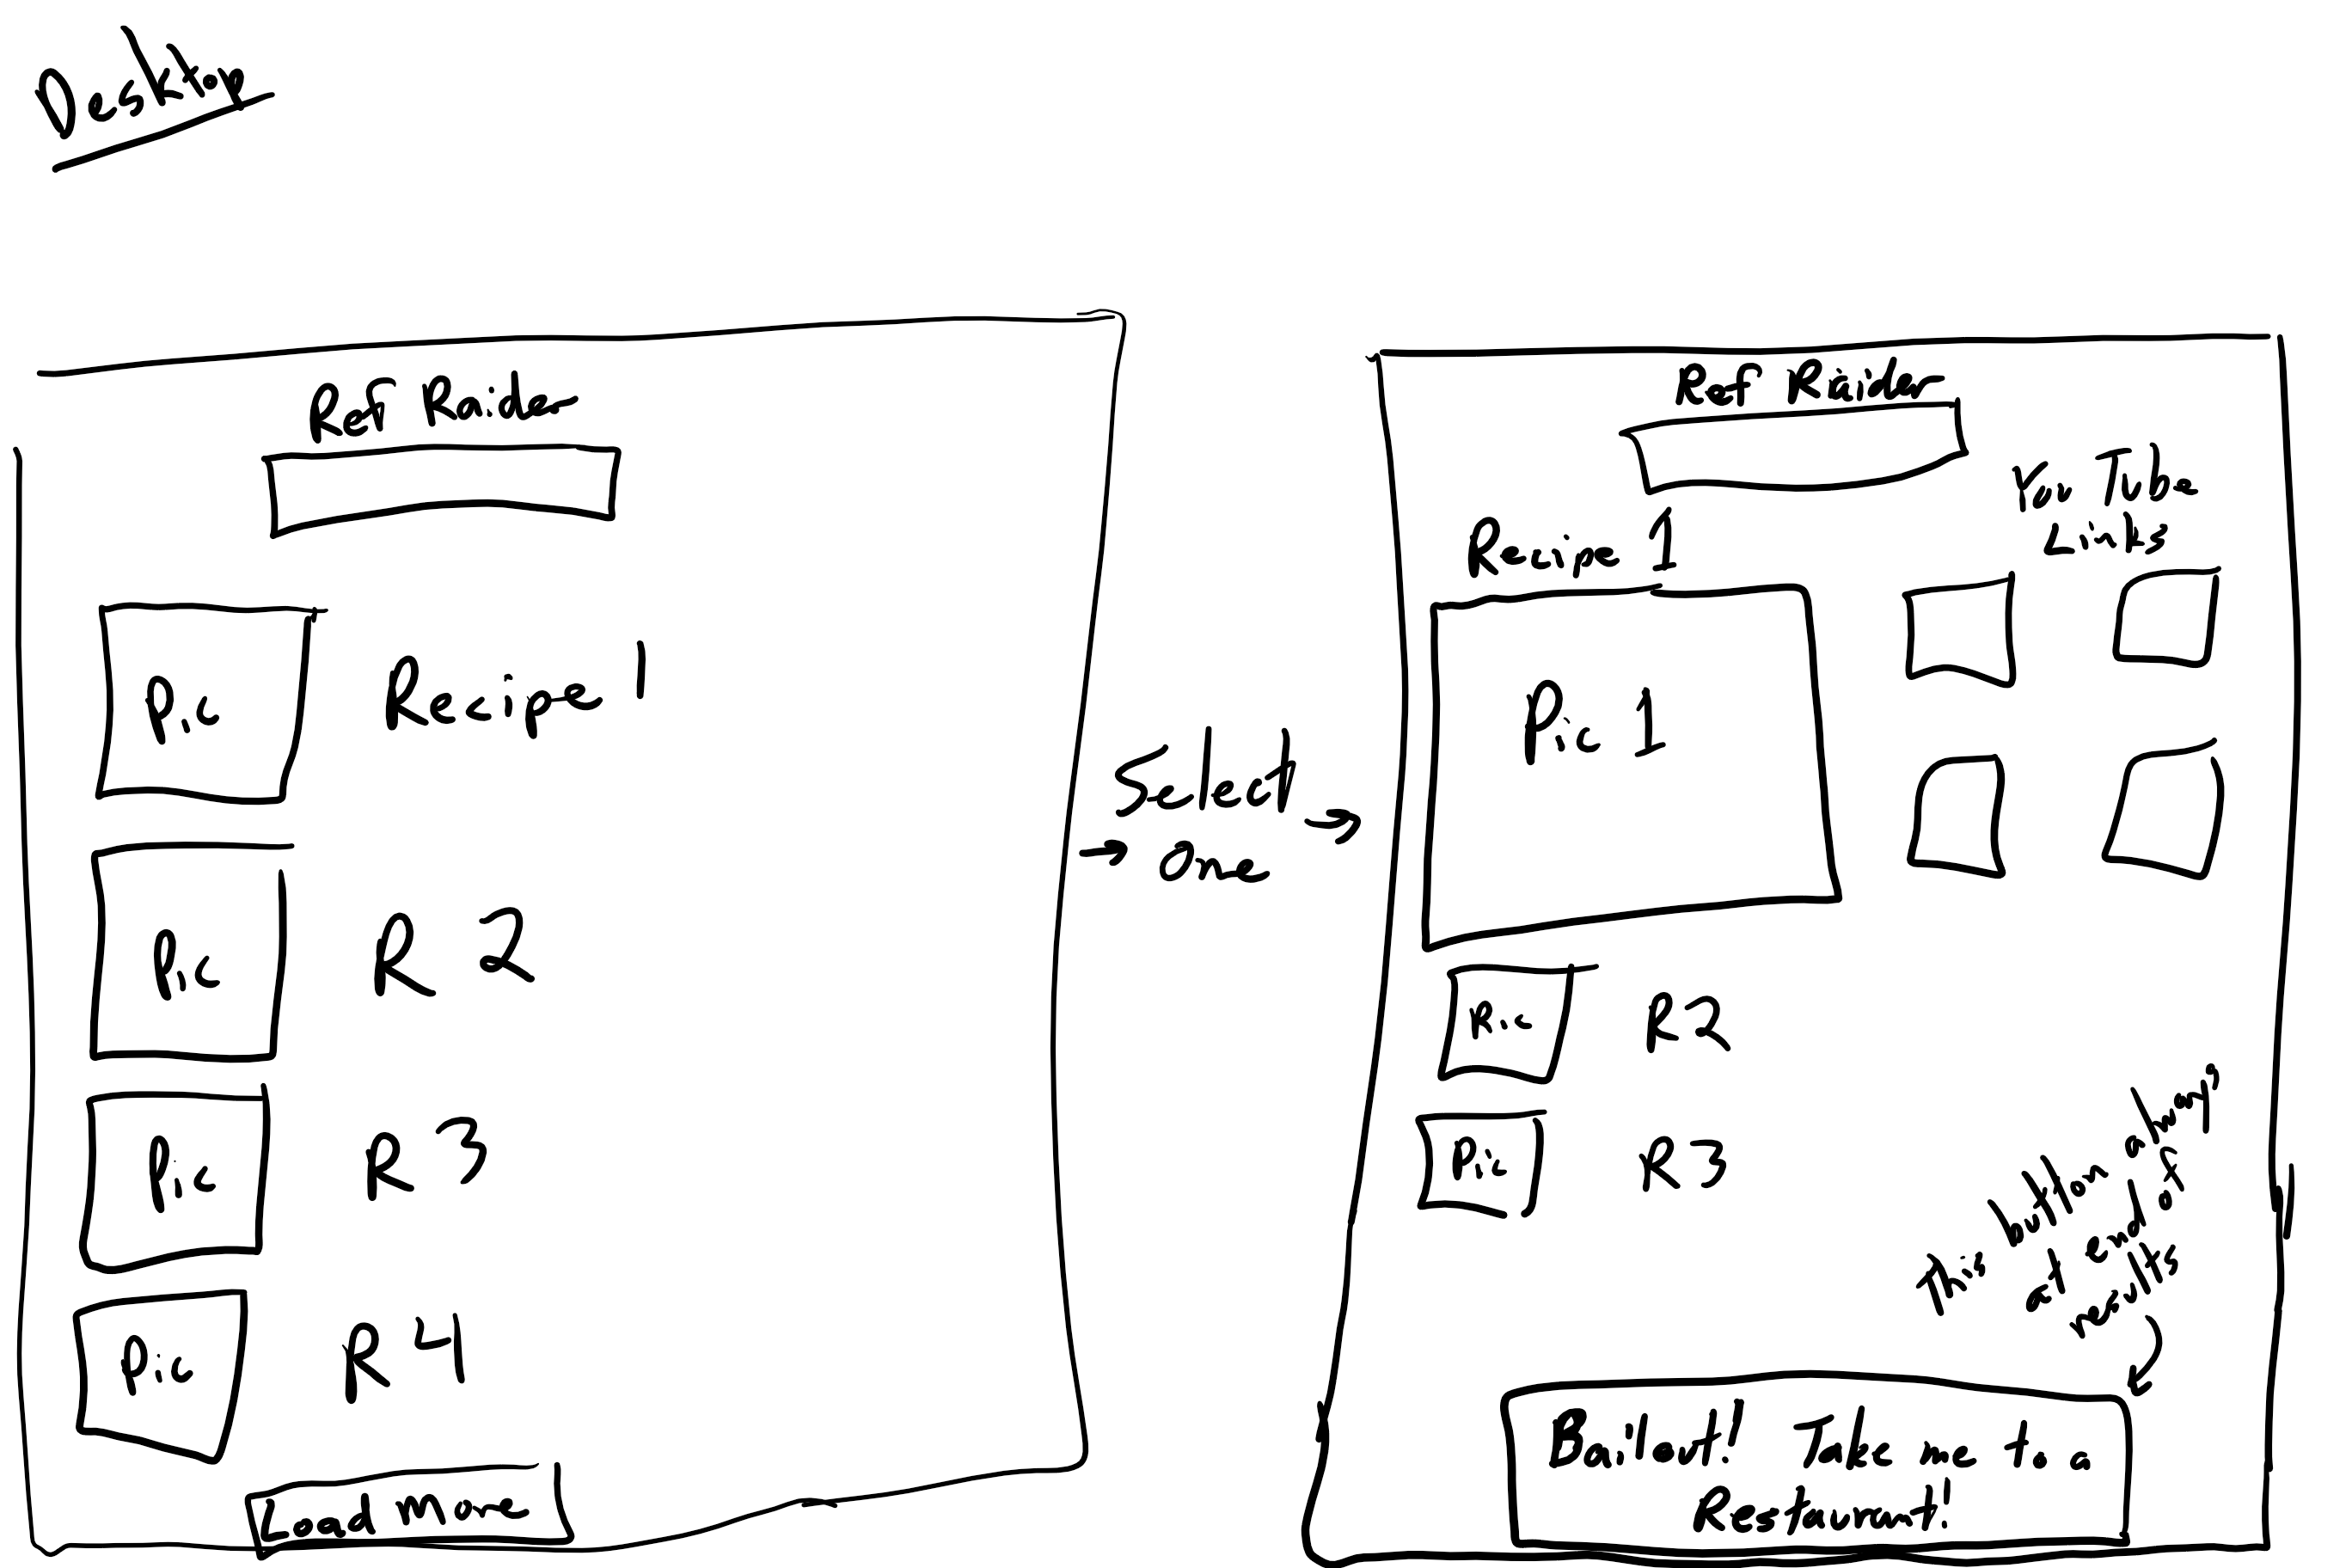 Desktop
Ref Raider
Pic
Recipe 1
Pic
R 2
Pic
R 3
Pic
R 4
Load more
Select
one
Ref Raider
You Tube
Links
Recipe 1
Pic 1
Pic
R2
Pic
R3
This button always
at end of
results
Bail out! Take me to a
Restaurant!